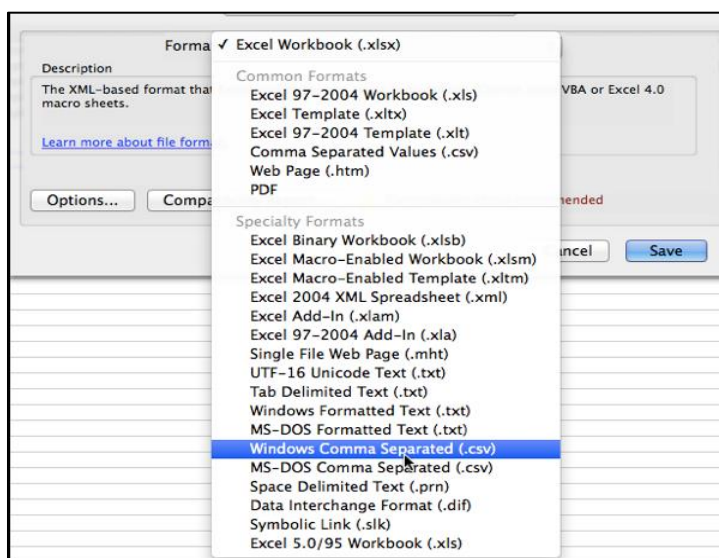 Forma ✓ Excel Workbook (.xlsx)
Description
The XML-based format that VBA or Excel 4.0
macro sheets.
Learn more about file form
Options... Compa mended
Common Formats
Excel 97-2004 Workbook (.xls)
Excel Template (.xltx)
Excel 97-2004 Template (.xlt)
Comma Separated Values (.csv)
Web Page (.htm)
PDF
Specialty Formats
Excel Binary Workbook (.xlsb)
Excel Macro-Enabled Workbook (.xlsm)
Excel Macro-Enabled Template (.xltm)
Excel 2004 XML Spreadsheet (.xml)
Excel Add-In (.xlam)
Excel 97-2004 Add-In (.xla)
Single File Web Page (.mht)
UTF-16 Unicode Text (.txt)
Tab Delimited Text (.txt)
Windows Formatted Text (.txt)
MS-DOS Formatted Text (.txt)
Windows Comma Separated (.csv)
MS-DOS Comma Separated (.csv)
Space Delimited Text (.prn)
Data Interchange Format (.dif)
Symbolic Link (.slk)
Excel 5.0/95 Workbook (.xls)
ancel Save